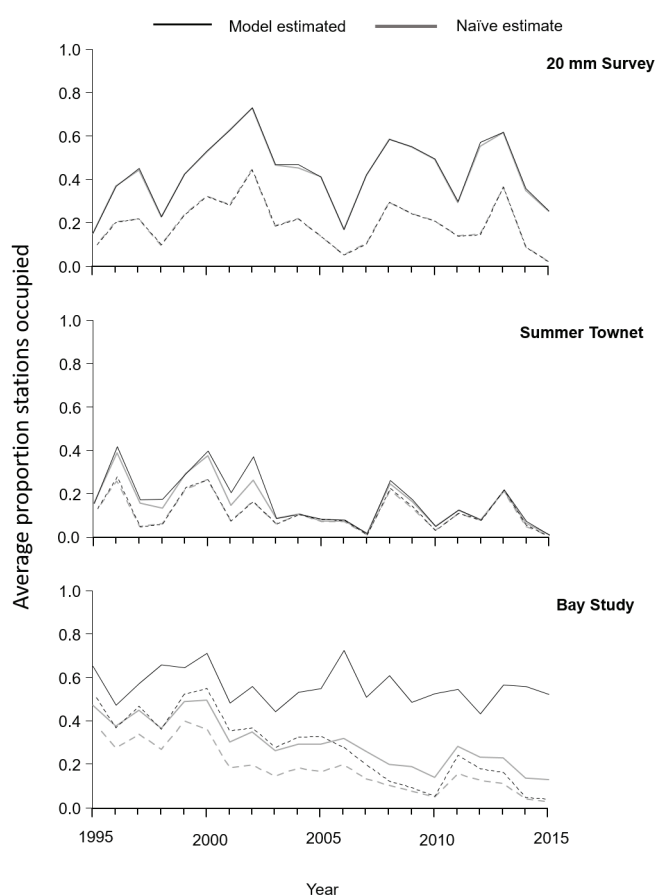 Model estimated Naïve estimate
20 mm Survey
1.0
0.8
0.6
0.4
0.2
0.0
Summer Townet
1.0
0.8
0.6
0.4
0.2
0.0
Average proportion stations occupied
Bay Study
1.0
0.8
0.6
0.4
0.2
0.0
1995 2000 2005 2010 2015
Year